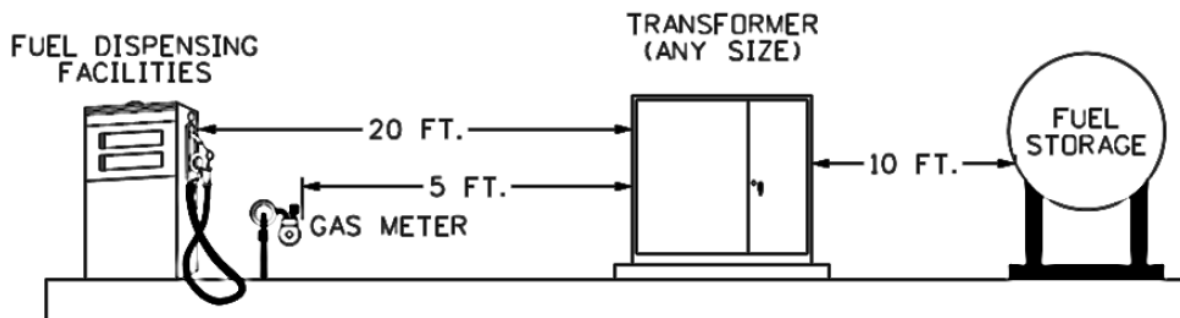 FUEL DISPENSING
FACILITIES
TRANSFORMER
(ANY SIZE)
20 FT.
5 FT.
GAS METER
10 FT.
FUEL
STORAGE